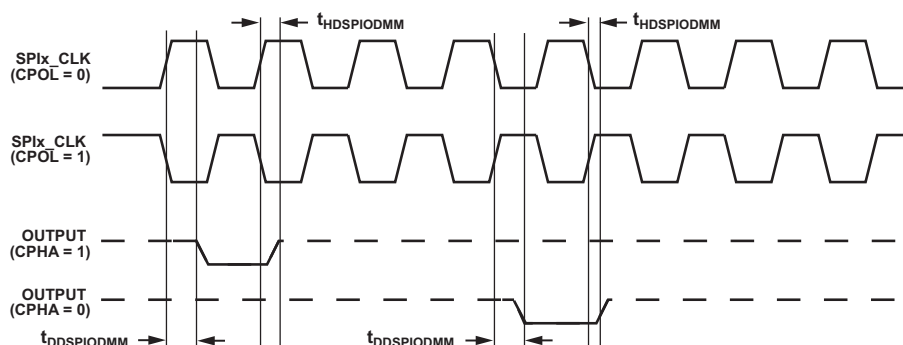 tHDSPIODMM
tHDSPIODMM
SPIx_CLK
(CPOL = 0)
SPIx_CLK
(CPOL = 1)
OUTPUT
(CPHA = 1)
OUTPUT
(CPHA = 0)
tDDSPIODMM
tDDSPIODMM